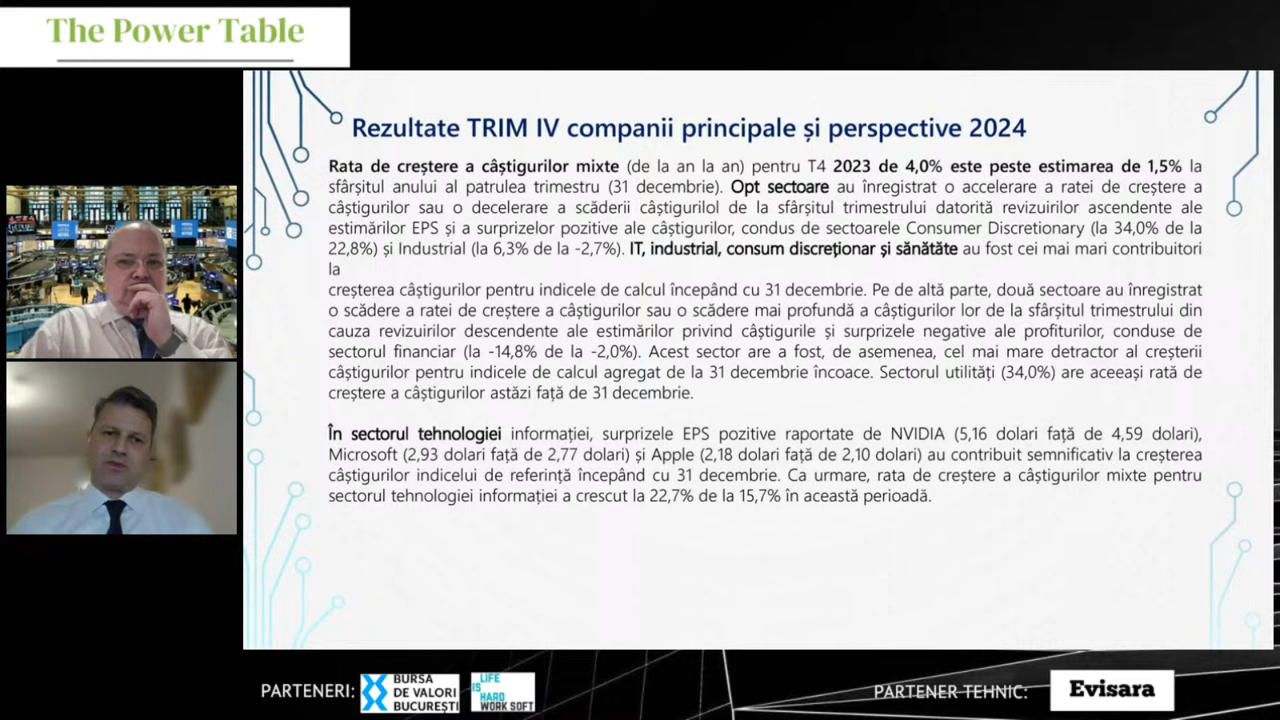 The Power Table
Rezultate TRIM IV companii principale și perspective 2024
Rata de creștere a câștigurilor mixte (de la an la an) pentru T4 2023 de 4,0% este peste estimarea de 1,5% la
sfârșitul anului al patrulea trimestru (31 decembrie). Opt sectoare au înregistrat o accelerare a ratei de creștere a
câștigurilor sau o decelerare a scăderii câștigurilol de la sfârșitul trimestrului datorită revizuirilor ascendente ale
estimărilor EPS și a surprizelor pozitive ale câștigurilor, condus de sectoarele Consumer Discretionary (la 34,0% de la
22,8%) și Industrial (la 6,3% de la -2,7%). IT, industrial, consum discreționar și sănătăte au fost cei mai mari contribuitori
la
creșterea câștigurilor pentru indicele de calcul începând cu 31 decembrie. Pe de altă parte, două sectoare au înregistrat
o scădere a ratei de creștere a câștigurilor sau o scădere mai profundă a câștigurilor lor de la sfârșitul trimestrului din
cauza revizuirilor descendente ale estimărilor privind câștigurile și surprizele negative ale profiturilor, conduse de
sectorul financiar (la -14,8% de la -2,0%). Acest sector are a fost, de asemenea, cel mai mare detractor al creșterii
câștigurilor pentru indicele de calcul agregat de la 31 decembrie încoace. Sectorul utilități (34,0%) are aceeași rată de
creștere a câștigurilor astăzi față de 31 decembrie.
În sectorul tehnologiei informației, surprizele EPS pozitive raportate de NVIDIA (5,16 dolari față de 4,59 dolari),
Microsoft (2,93 dolari față de 2,77 dolari) și Apple (2,18 dolari față de 2,10 dolari) au contribuit semnificativ la creșterea
câștigurilor indicelui de referință începând cu 31 decembrie. Ca urmare, rata de creștere a câștigurilor mixte pentru
sectorul tehnologiei informației a crescut la 22,7% de la 15,7% în această perioadă.
PARTENERI:
BURSA
DE VALORI
BUCUREȘTI
LIFE
IS
HARD
WORK SOFT
PARTENER TEHNIC:
Evisara